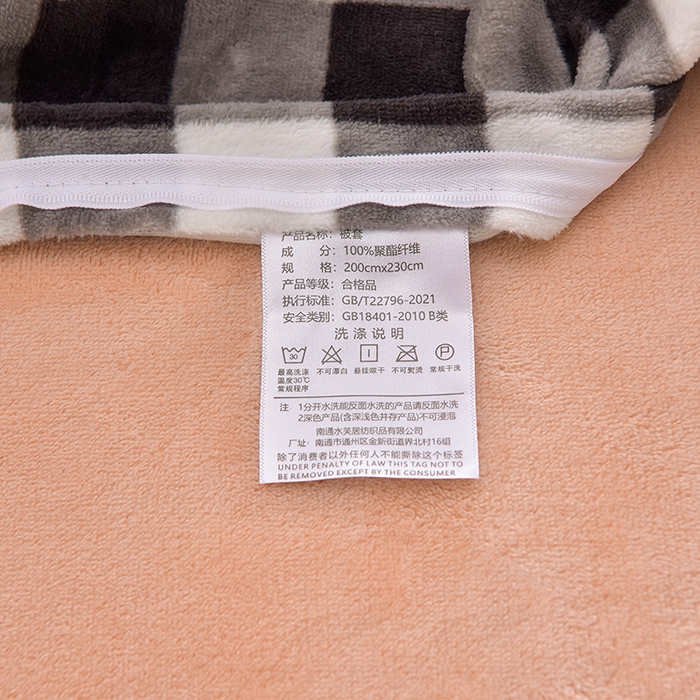 产品名称：被套
成 分：100%聚酯纤维
规 格：200cmx230cm
产品等级：合格品
执行标准：GB/T22796-2021
安全类别：GB18401-2010 B类
洗涤说明
30
最高洗涤温度30℃常规程序
不可漂白
悬挂晾干
不可熨烫
P
常规干洗
注 1分开水洗能反面水洗的产品请反面水洗
2深色产品(含深浅色并存产品)不可浸泡
南通水芙居纺织品有限公司
厂址：南通市通州区金新街道界北村16组
除了消费者以外任何人不能撕除这个标签
UNDER PENALTY OF LAW THIS TAG NOT TO
BE REMOVED EXCEPT BY THE CONSUMER